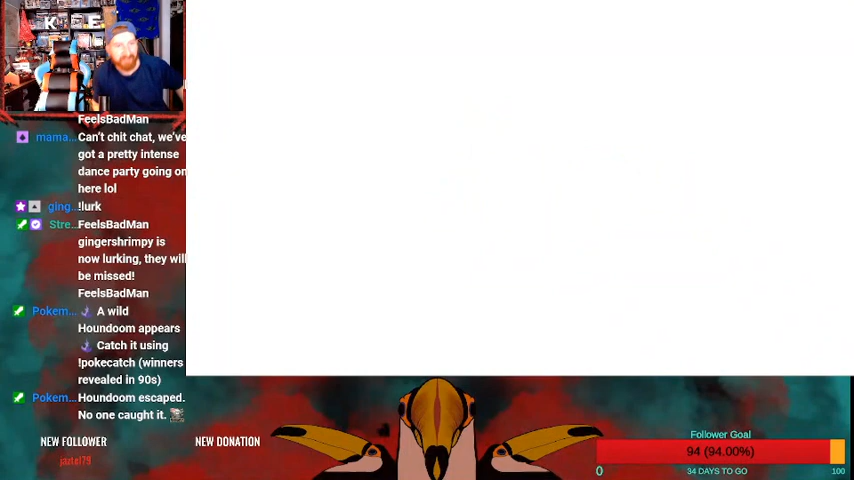 K E
FeelsBadMan
mama... Can't chit chat, we've
got a pretty intense
dance party going on
here lol
ging... !lurk
Stre... FeelsBadMan
gingershrimpy is
now lurking, they will
be missed!
FeelsBadMan
Pokem... A wild
Houndoom appears
Catch it using
!pokecatch (winners
revealed in 90s)
Pokem... Houndoom escaped.
No one caught it.
NEW FOLLOWER
NEW DONATION
jaztel79
Follower Goal
94 (94.00%)
0 34 DAYS TO GO 100